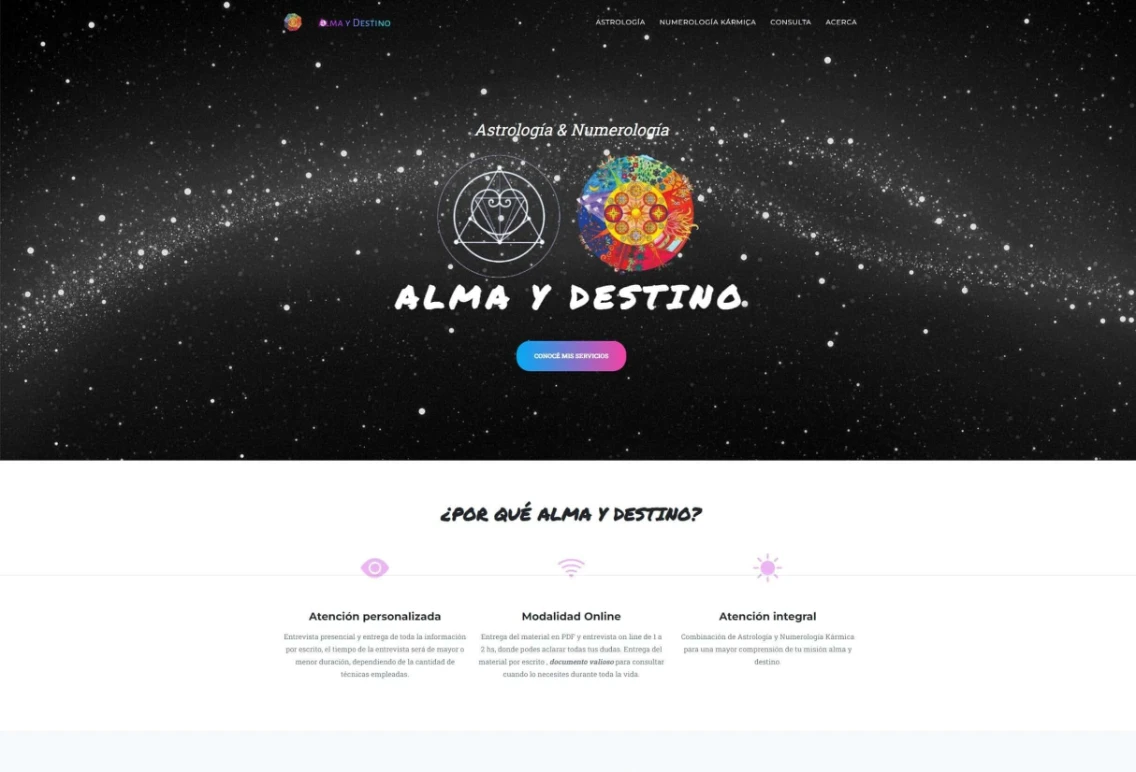 ALMA Y DESTINO
ASTROLOGÍA NUMEROLOGÍA KÁRMICA CONSULTA ACERCA
Astrología & Numerología
ALMA Y DESTINO
CONOCÉ MIS SERVICIOS
¿POR QUÉ ALMA Y DESTINO?
Atención personalizada
Entrevista presencial y entrega de toda la información
por escrito, el tiempo de la entrevista será de mayor o
menor duración, dependiendo de la cantidad de
técnicas empleadas.
Modalidad Online
Entrega del material en PDF y entrevista on line de 1 a
2 hs, donde podes aclarar todas tus dudas. Entrega del
material por escrito , documento valioso para consultar
cuando lo necesites durante toda la vida.
Atención integral
Combinación de Astrología y Numerología Kármica
para una mayor comprensión de tu misión alma y
destino